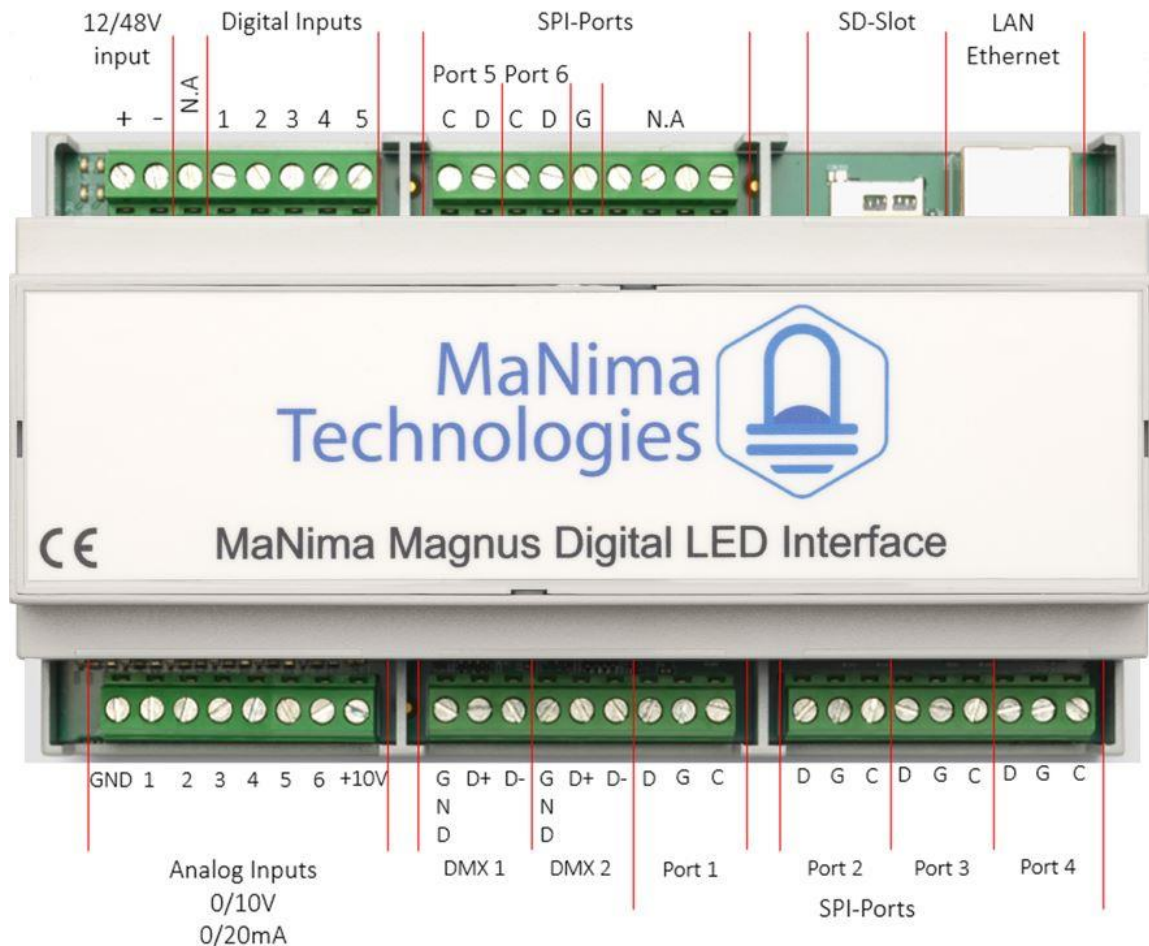 12/48V
input
N.A
Digital Inputs
SPI-Ports
SD-Slot
LAN
Ethernet
Port 5 Port 6
+ - 1 2 3 4 5
C D C D G N.A
MaNima
Technologies
CE
MaNima Magnus Digital LED Interface
GND 1 2 3 4 5 6 +10V
GND D+ D- GND D+ D- D G C
D G C D G C D G C
Analog Inputs
0/10V
0/20mA
DMX 1
DMX 2
Port 1
Port 2
Port 3
Port 4
SPI-Ports